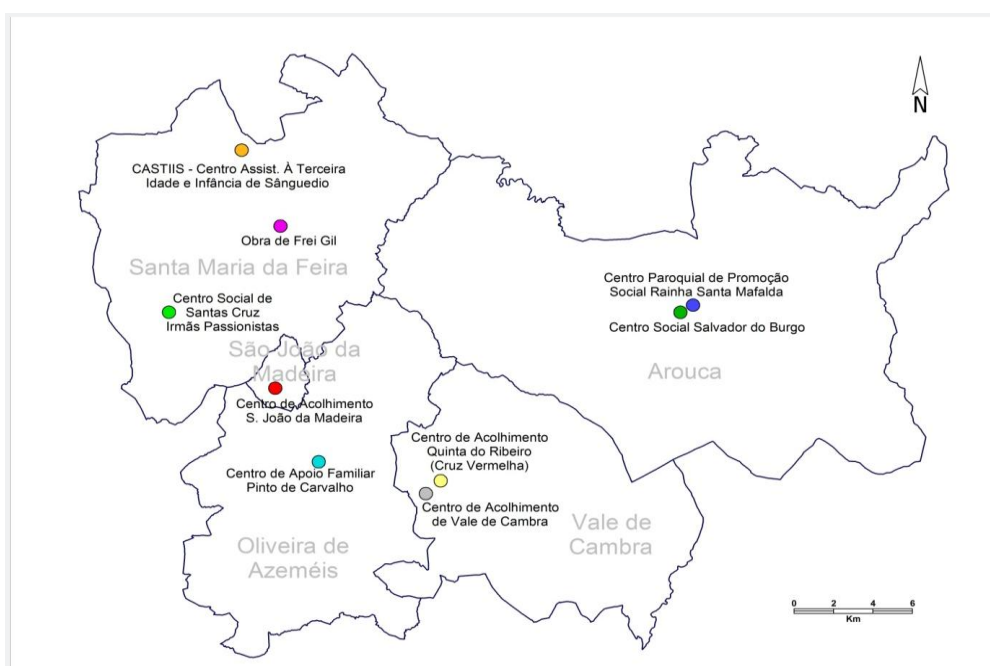 N
CASTIIS - Centro Assist. À Terceira
Idade e Infância de Sânguedio
Obra de Frei Gil
Santa Maria da Feira
Centro Social de
Santas Cruz
Irmãs Passionistas
Centro Paroquial de Promoção
Social Rainha Santa Mafalda
Centro Social Salvador do Burgo
Arouca
São João da
Madeira
Centro de Acolhimento
S. João da Madeira
Centro de Apoio Familiar
Pinto de Carvalho
Centro de Acolhimento
Quinta do Ribeiro
(Cruz Vermelha)
Centro de Acolhimento
de Vale de Cambra
Vale de
Cambra
Oliveira de
Azeméis
0 2 4 6
Km